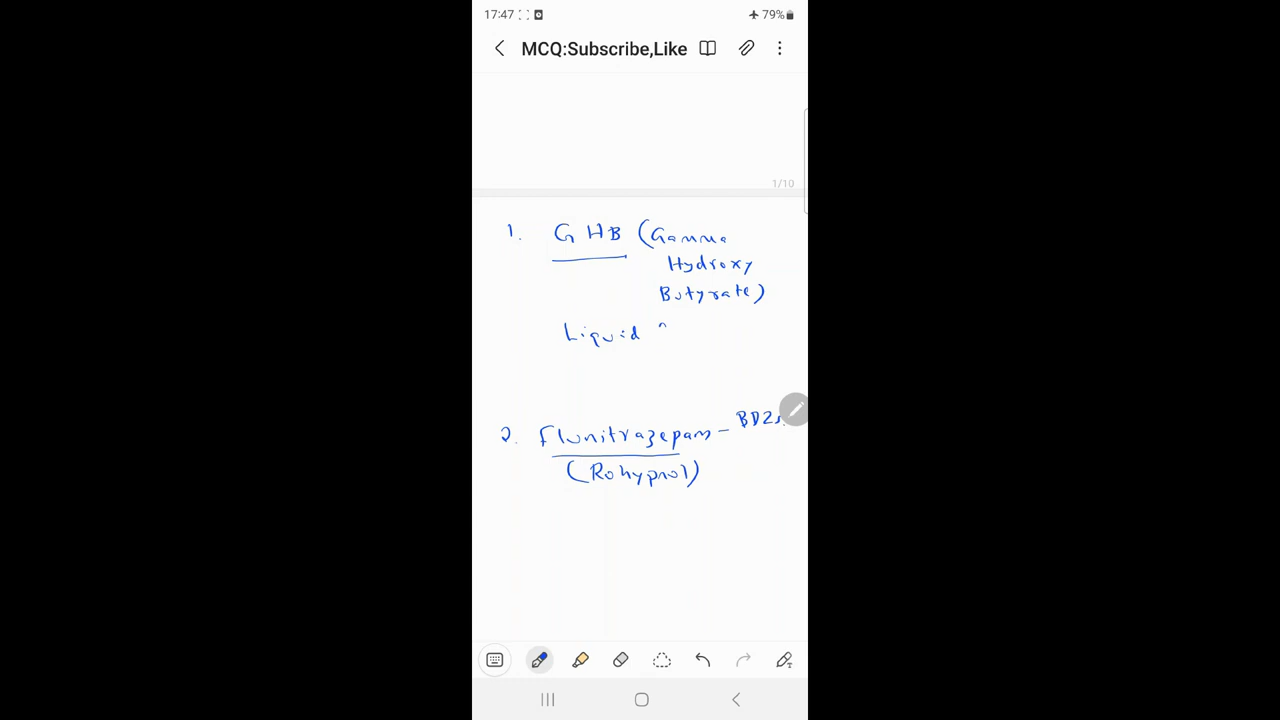 17:47 79%
MCQ:Subscribe,Like
1/10
1. GHB (Gamma
Hydroxy
Butyrate)
Liquid
2. Flunitrazepam - BDZs
(Rohypnol)